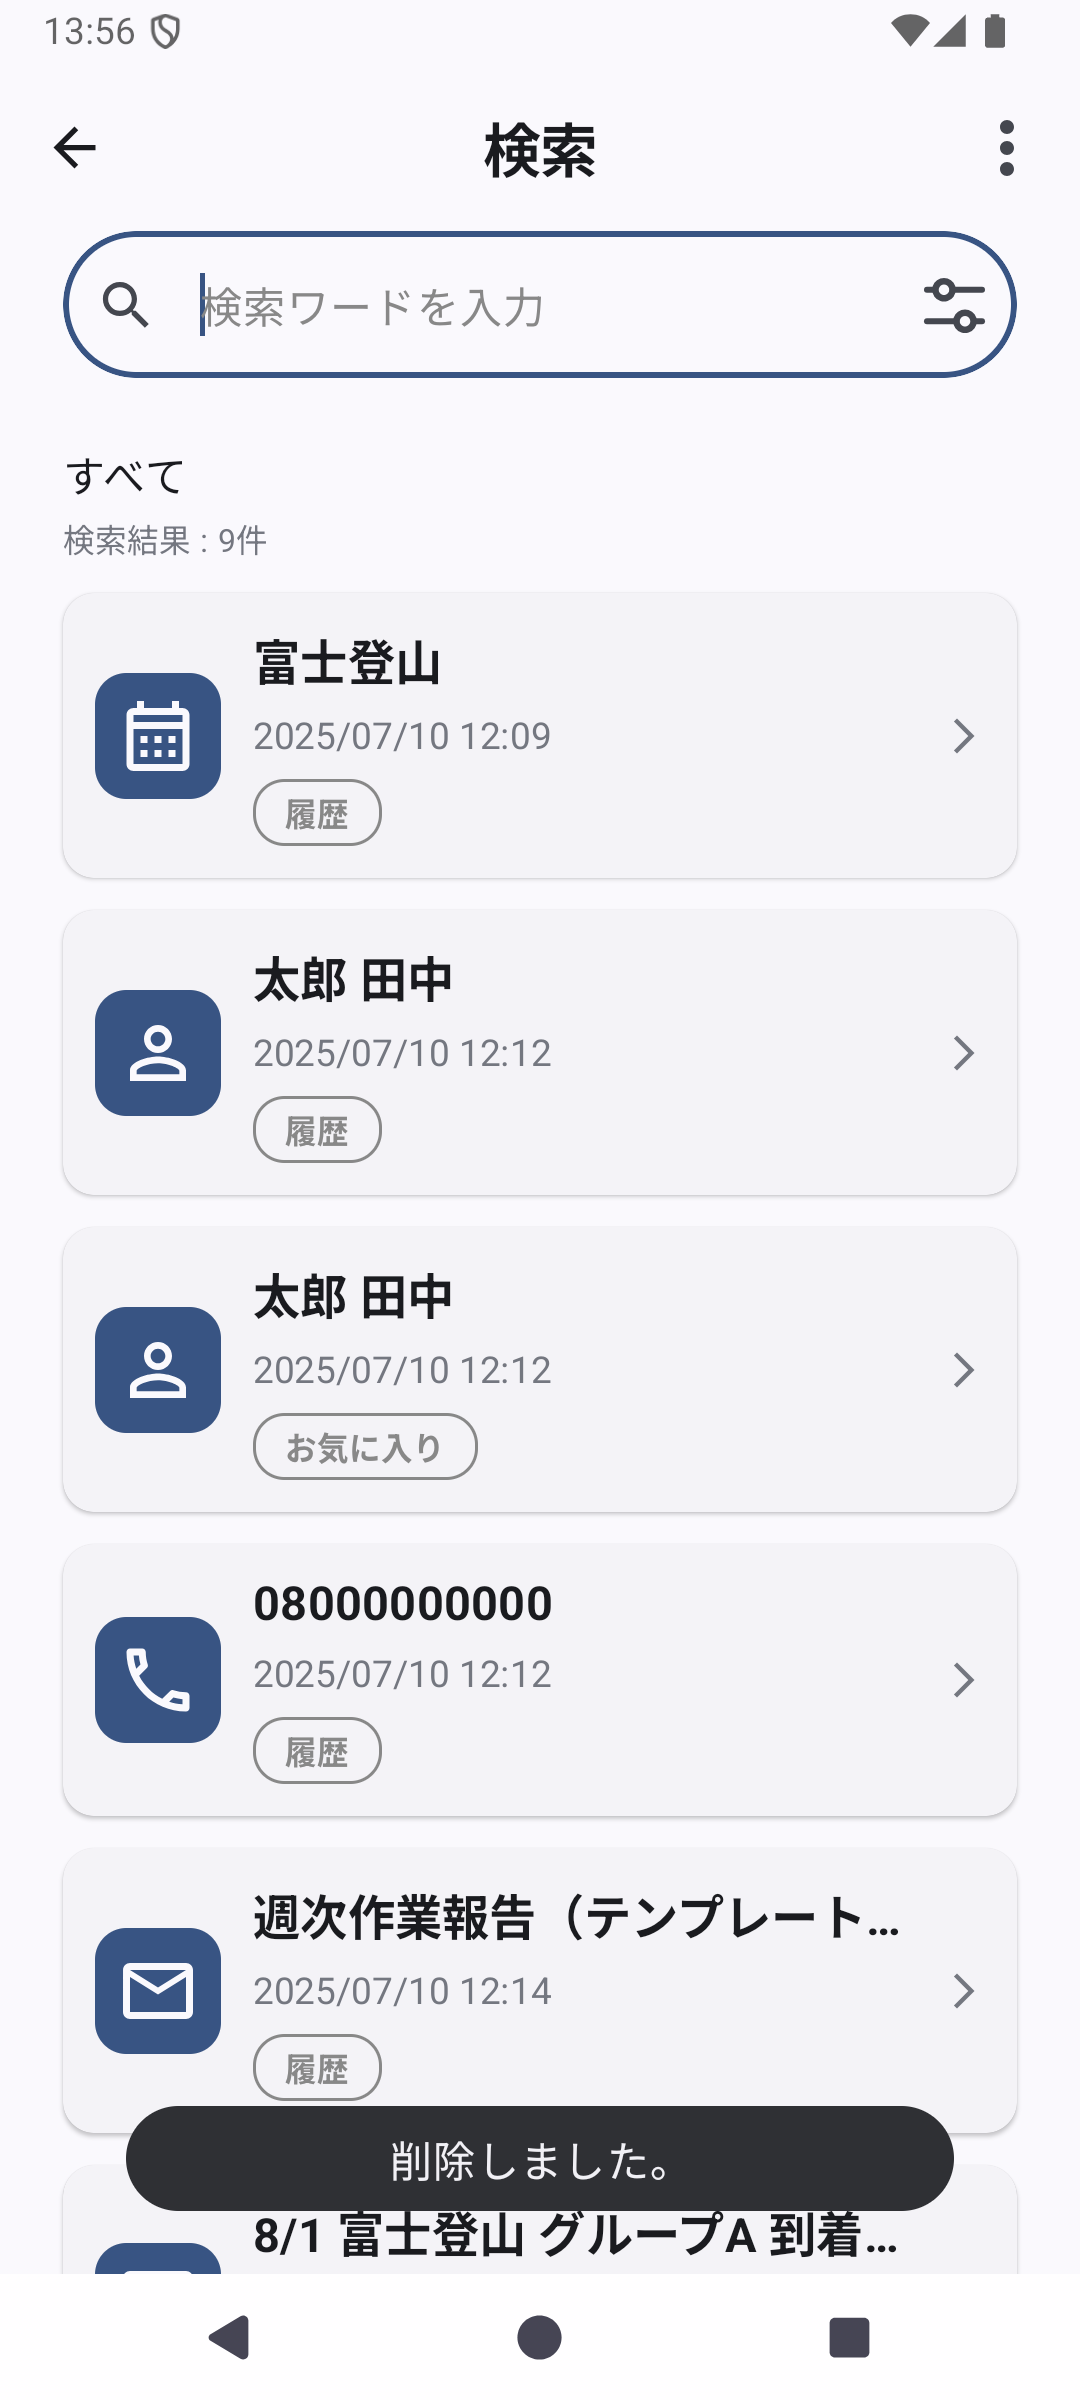 13:56
検索
検索ワードを入力
すべて
検索結果 : 9件
富士登山
2025/07/10 12:09
履歴
太郎 田中
2025/07/10 12:12
履歴
太郎 田中
2025/07/10 12:12
お気に入り
08000000000
2025/07/10 12:12
履歴
週次作業報告（テンプレート...
2025/07/10 12:14
履歴
削除しました。
8/1 富士登山 グループA 到着...